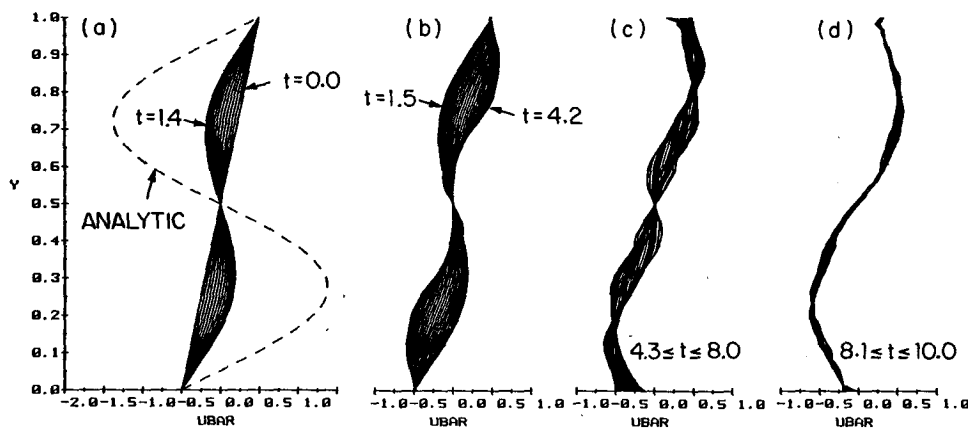 (a) (b) (c) (d)
1.0
0.9
0.8
0.7
0.6
0.5
0.4
0.3
0.2
0.1
0.0
Y
t=0.0
t=1.4
ANALYTIC
t=1.5
t=4.2
4.3≤t≤8.0
8.1≤t≤10.0
-2.0 -1.5 -1.0 -0.5 0.0 0.5 1.0
-1.0 -0.5 0.0 0.5 1.0
-1.0 -0.5 0.0 0.5 1.0
-1.0 -0.5 0.0 0.5 1.0
UBAR UBAR UBAR UBAR